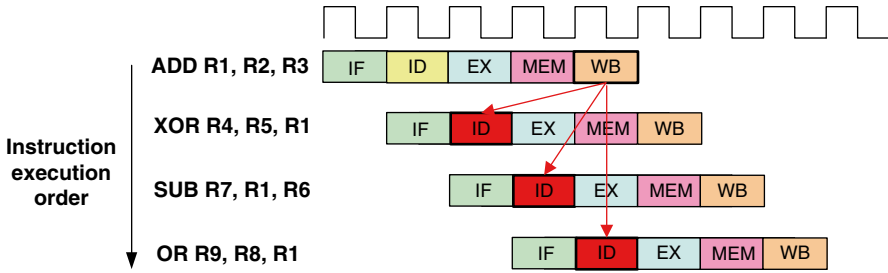 ADD R1, R2, R3
IF ID EX MEM WB
XOR R4, R5, R1
IF ID EX MEM WB
Instruction
execution
order
SUB R7, R1, R6
IF ID EX MEM WB
OR R9, R8, R1
IF ID EX MEM WB